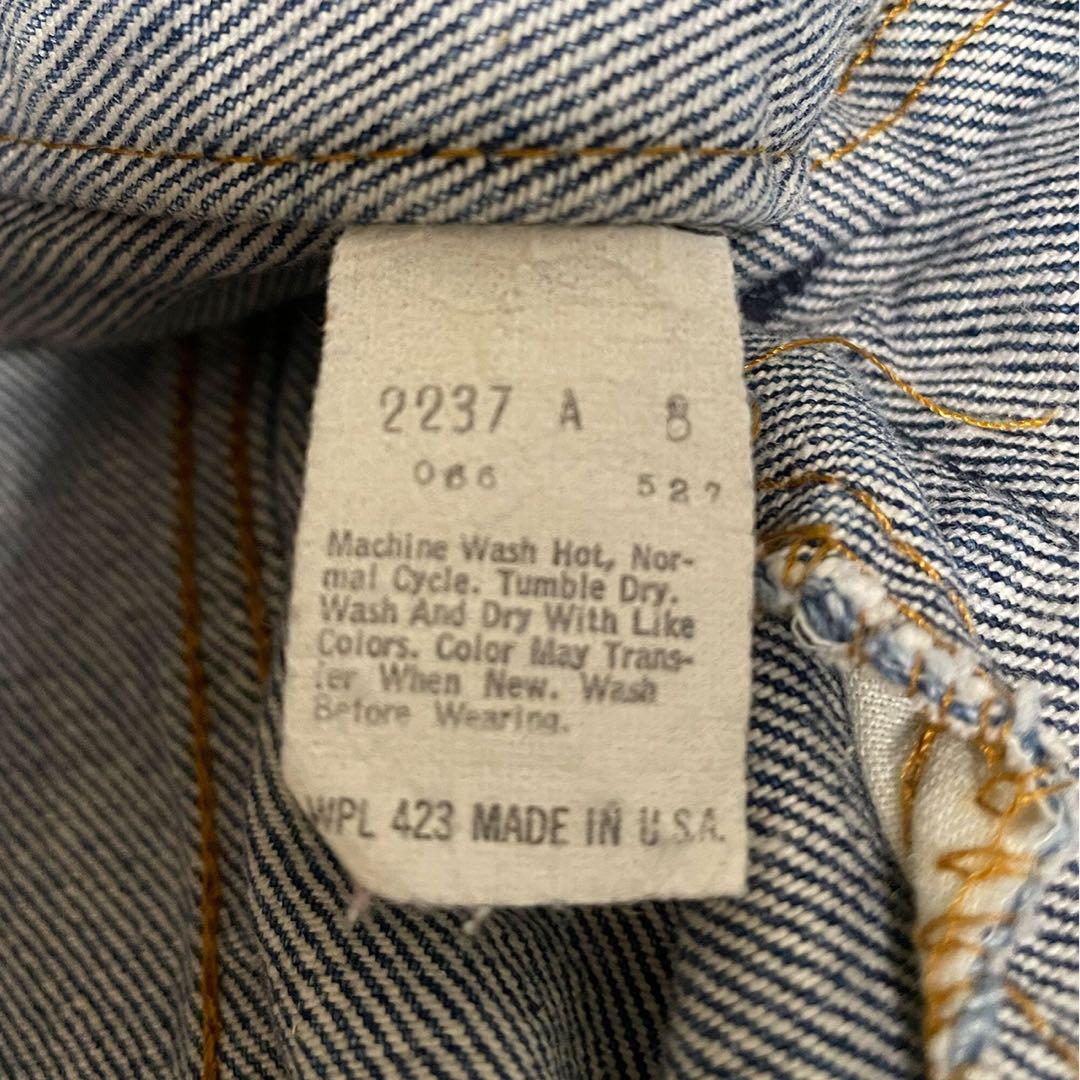 2237 A 8
066 527
Machine Wash Hot, Nor-
mal Cycle. Tumble Dry.
Wash And Dry With Like
Colors. Color May Trans-
fer When New. Wash
Before Wearing.
WPL 423 MADE IN U.S.A.